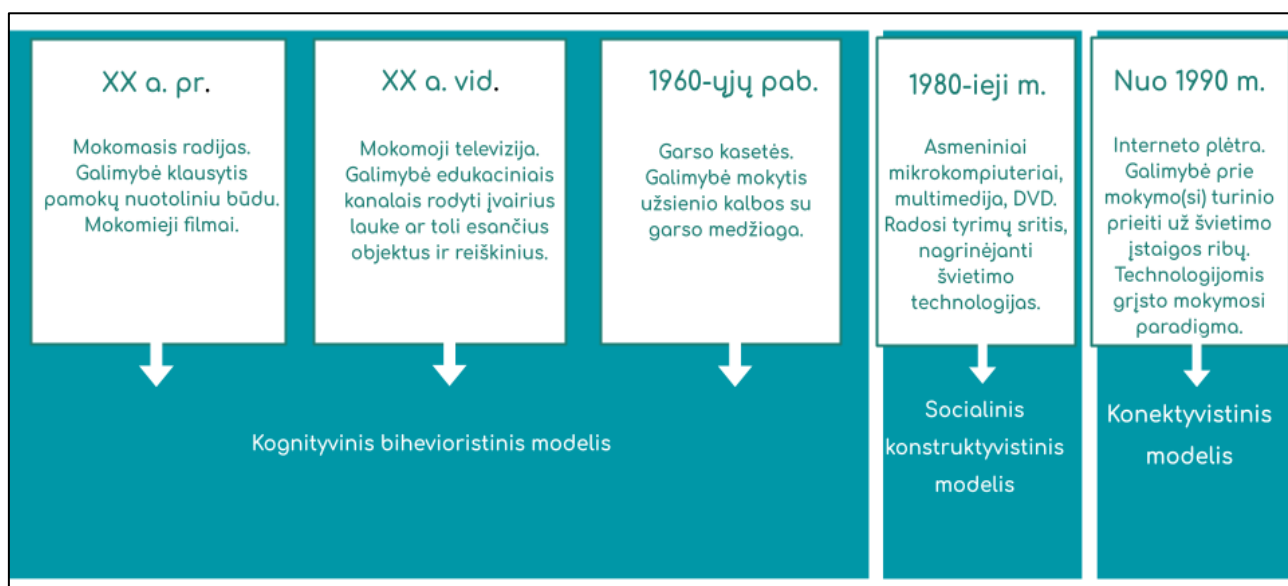 XX a. pr.
Mokomasis radijas.
Galimybė klausytis
pamokų nuotoliniu būdu.
Mokomieji filmai.
XX a. vid.
Mokomoji televizija.
Galimybė edukaciniais
kanalais rodyti įvairius
lauke ar toli esančius
objektus ir reiškinius.
1960-ųjų pab.
Garso kasetės.
Galimybė mokytis
užsienio kalbos su
garso medžiaga.
1980-ieji m.
Asmeniniai
mikrokompiuteriai,
multimedija, DVD.
Radosi tyrimų sritis,
nagrinėjanti
švietimo
technologijas.
Nuo 1990 m.
Interneto plėtra.
Galimybė prie
mokymo(si) turinio
prieiti už švietimo
įstaigos ribų.
Technologijomis
grįsto mokymosi
paradigma.
Kognityvinis bihevioristinis modelis
Socialinis
konstruktyvistinis
modelis
Konektyvistinis
modelis